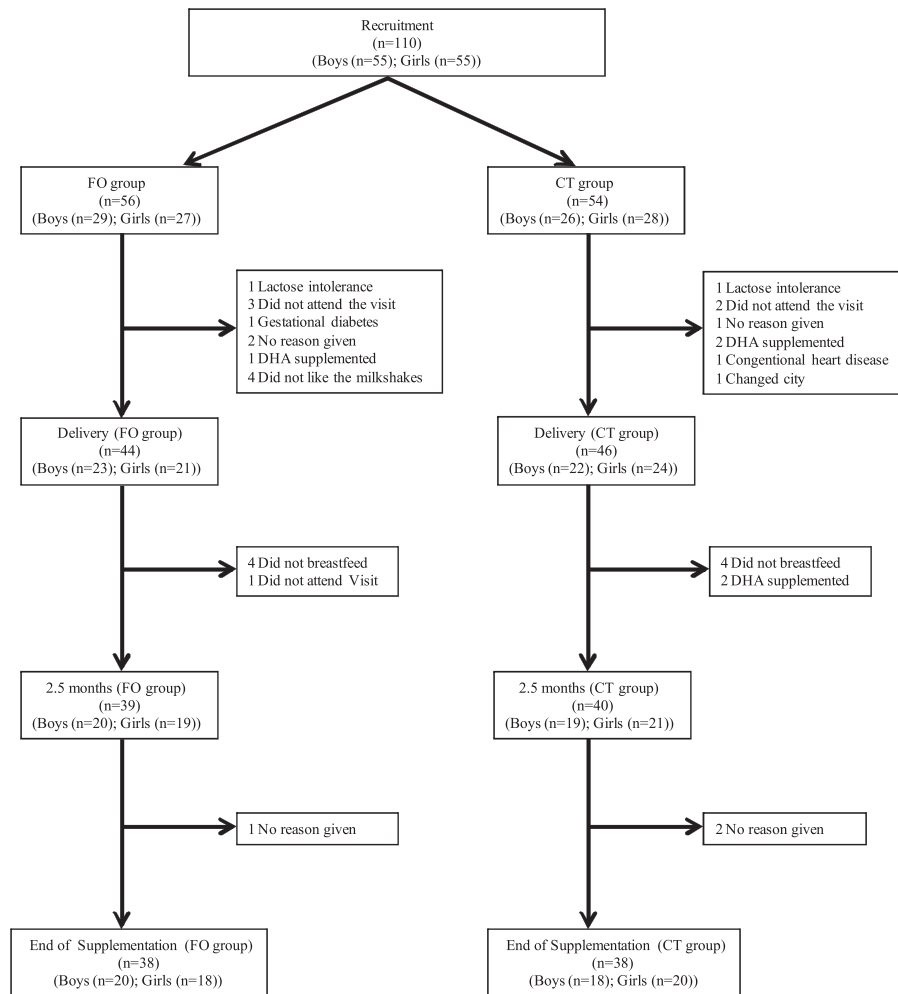 Recruitment
(n=110)
(Boys (n=55); Girls (n=55))
FO group
(n=56)
(Boys (n=29); Girls (n=27))
CT group
(n=54)
(Boys (n=26); Girls (n=28))
1 Lactose intolerance
3 Did not attend the visit
1 Gestational diabetes
2 No reason given
1 DHA supplemented
4 Did not like the milkshakes
1 Lactose intolerance
2 Did not attend the visit
1 No reason given
2 DHA supplemented
1 Congentional heart disease
1 Changed city
Delivery (FO group)
(n=44)
(Boys (n=23); Girls (n=21))
Delivery (CT group)
(n=46)
(Boys (n=22); Girls (n=24))
4 Did not breastfeed
1 Did not attend Visit
4 Did not breastfeed
2 DHA supplemented
2.5 months (FO group)
(n=39)
(Boys (n=20); Girls (n=19))
2.5 months (CT group)
(n=40)
(Boys (n=19); Girls (n=21))
1 No reason given
2 No reason given
End of Supplementation (FO group)
(n=38)
(Boys (n=20); Girls (n=18))
End of Supplementation (CT group)
(n=38)
(Boys (n=18); Girls (n=20))